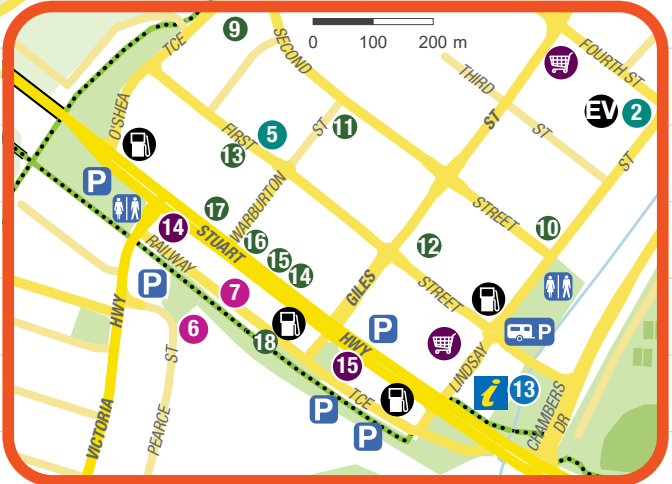 9
0 100 200 m
TCE
SECOND
FOURTH ST
THIRD
ST
EV
2
O'SHEA
ST
11
5
FIRST
13
ST
ST
P
17
WARBURTON
STREET
10
14
16
STUART
12
RAILWAY
15
14
STREET
P
7
GILES
HWY
6
18
P
HWY
P
ST
15
LINDSAY
i
13
TCE
P
P
CHAMBERS
DR
VICTORIA
PEARCE